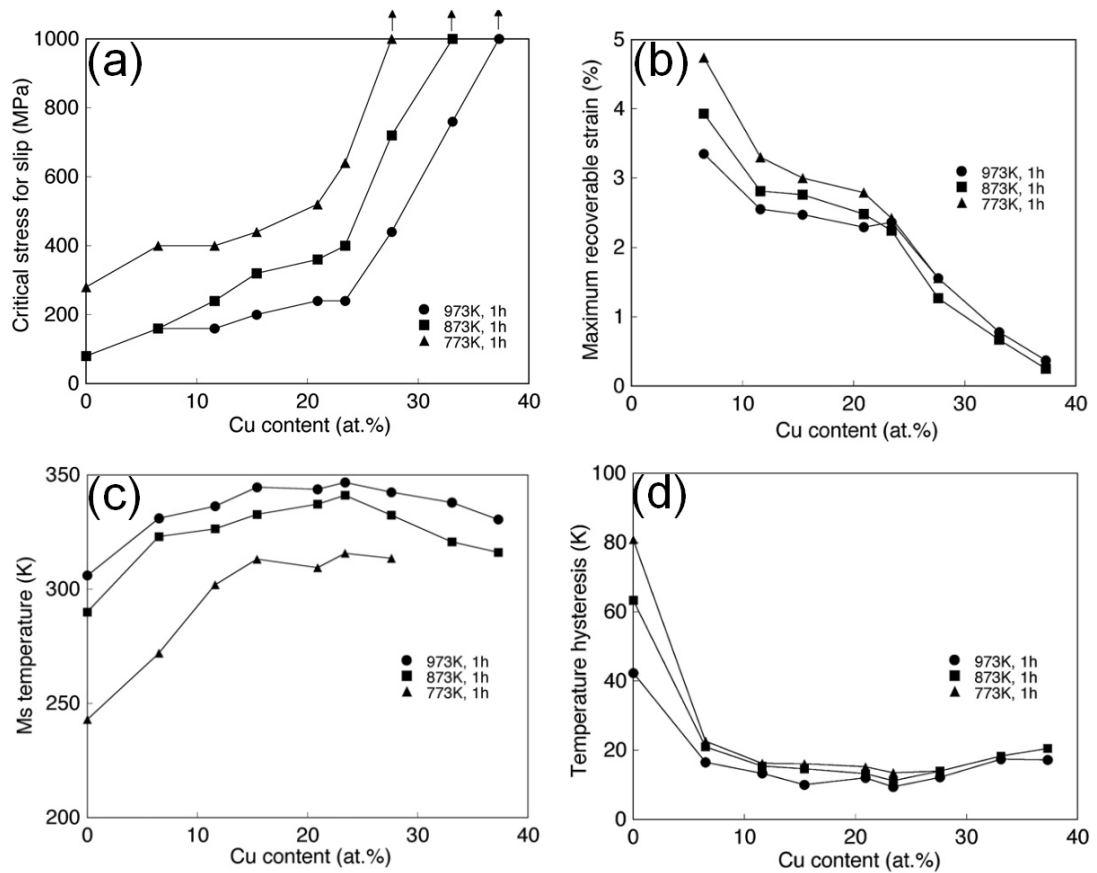 (a)
Critical stress for slip (MPa)
1000
800
600
400
200
0
0 10 20 30 40
Cu content (at.%)
973K, 1h
873K, 1h
773K, 1h
(b)
Maximum recoverable strain (%)
5
4
3
2
1
0
0 10 20 30 40
Cu content (at.%)
973K, 1h
873K, 1h
773K, 1h
(c)
Ms temperature (K)
350
300
250
200
0 10 20 30 40
Cu content (at.%)
973K, 1h
873K, 1h
773K, 1h
(d)
Temperature hysteresis (K)
100
80
60
40
20
0
0 10 20 30 40
Cu content (at.%)
973K, 1h
873K, 1h
773K, 1h